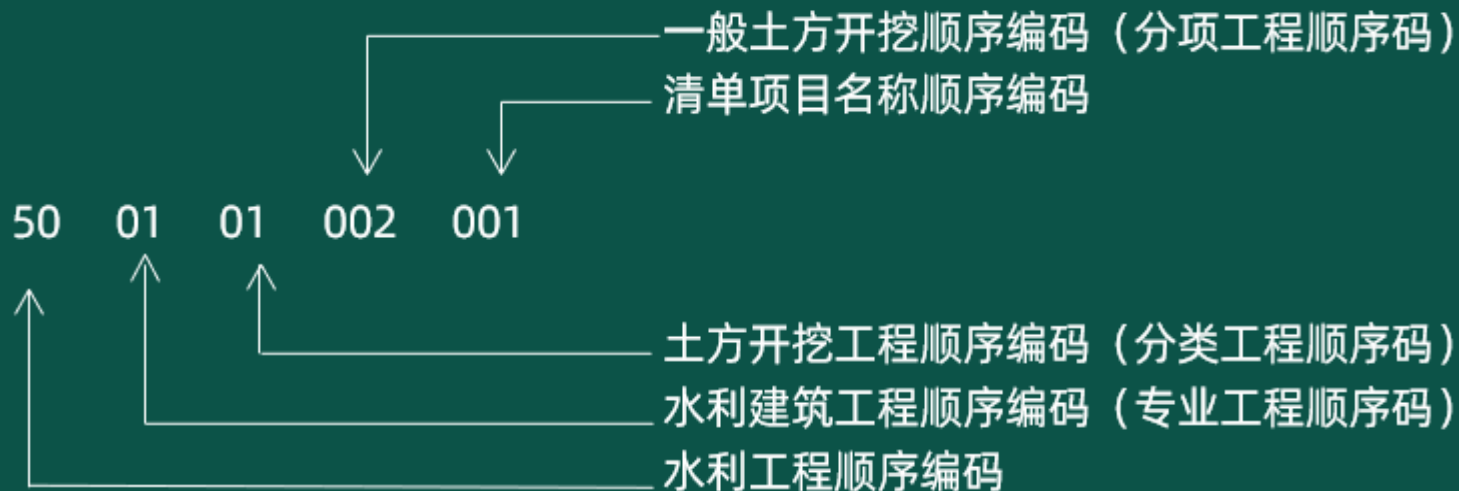 一般土方开挖顺序编码（分项工程顺序码）
清单项目名称顺序编码
50 01 01 002 001
土方开挖工程顺序编码（分类工程顺序码）
水利建筑工程顺序编码（专业工程顺序码）
水利工程顺序编码